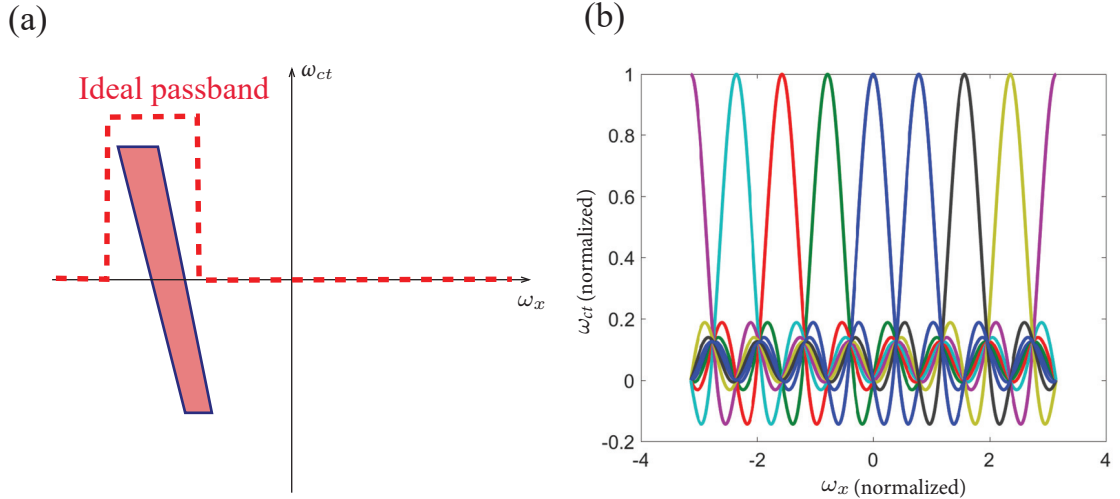 (a)
Ideal passband
ω_ct
ω_x
(b)
1
0.8
0.6
0.4
0.2
0
-0.2
-4
-2
0
2
4
ω_ct (normalized)
ω_x (normalized)